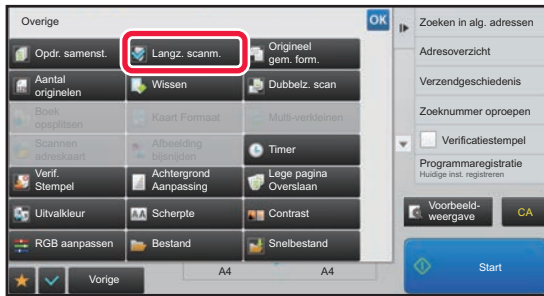 Overige
OK
Opdr. samenst.
Langz. scanm.
Origineel
gem. form.
Aantal
originelen
Wissen
Dubbelz. scan
Boek
opsplitsen
Kaart Formaat
Multi-verkleinen
Scannen
adreskaart
Afbeelding
bijsnijden
Timer
Verif.
Stempel
Achtergrond
Aanpassing
Lege pagina
Overslaan
Uitvalkleur
Scherpte
Contrast
RGB aanpassen
Bestand
Snelbestand
Vorige
A4
A4
Zoeken in alg. adressen
Adresoverzicht
Verzendgeschiedenis
Zoeknummer oproepen
Verificatiestempel
Programmaregistratie
Huidige inst. registreren
Voorbeeld-
weergave
CA
Start